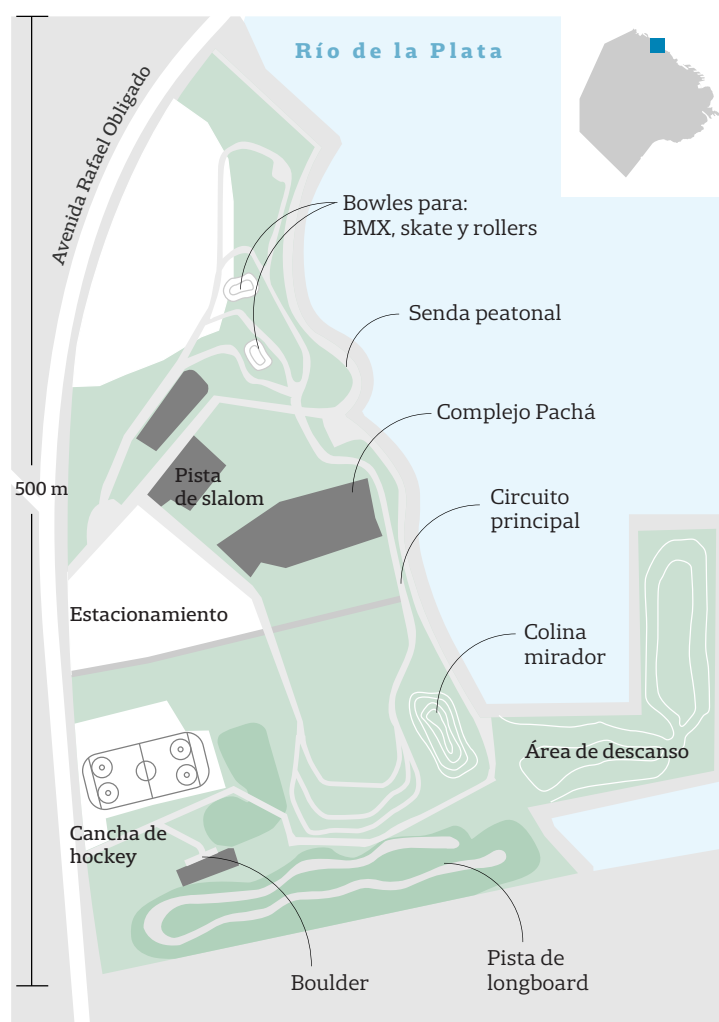 Río de la Plata
Avenida Rafael Obligado
Bowles para:
BMX, skate y rollers
Senda peatonal
Complejo Pachá
Pista
de slalom
500 m
Circuito
principal
Estacionamiento
Colina
mirador
Área de descanso
Cancha de
hockey
Boulder
Pista de
longboard